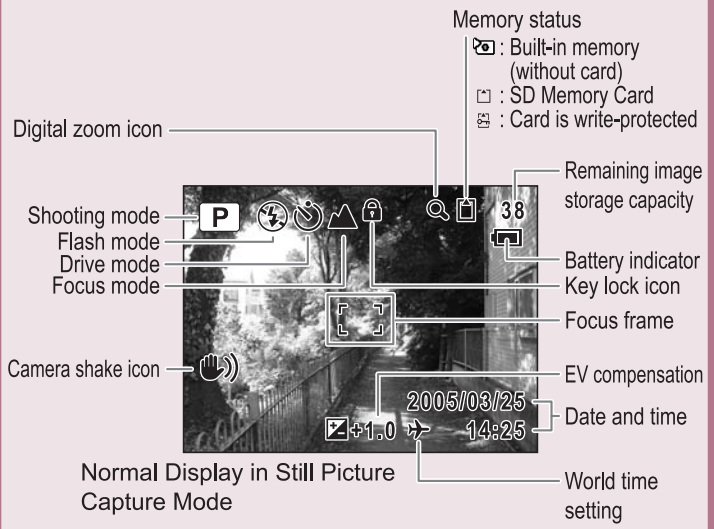 Memory status
: Built-in memory
(without card)
: SD Memory Card
: Card is write-protected
Digital zoom icon
Remaining image
storage capacity
Shooting mode
P
38
Flash mode
Drive mode
Focus mode
Battery indicator
Key lock icon
Focus frame
Camera shake icon
EV compensation
2005/03/25
Date and time
+1.0
14:25
Normal Display in Still Picture
Capture Mode
World time
setting